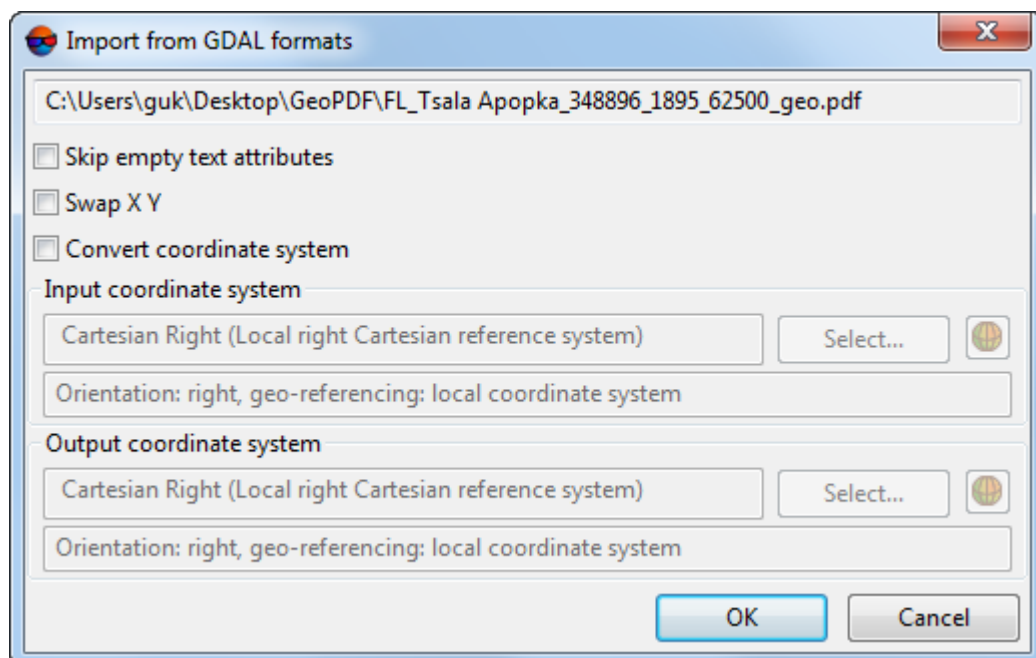 Import from GDAL formats
C:\Users\guk\Desktop\GeoPDF\FL_Tsala Apopka_348896_1895_62500_geo.pdf
Skip empty text attributes
Swap X Y
Convert coordinate system
Input coordinate system
Cartesian Right (Local right Cartesian reference system)
Select...
Orientation: right, geo-referencing: local coordinate system
Output coordinate system
Cartesian Right (Local right Cartesian reference system)
Select...
Orientation: right, geo-referencing: local coordinate system
OK
Cancel